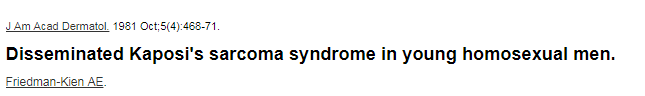 J Am Acad Dermatol. 1981 Oct;5(4):468-71.
Disseminated Kaposi's sarcoma syndrome in young homosexual men.
Friedman-Kien AE.